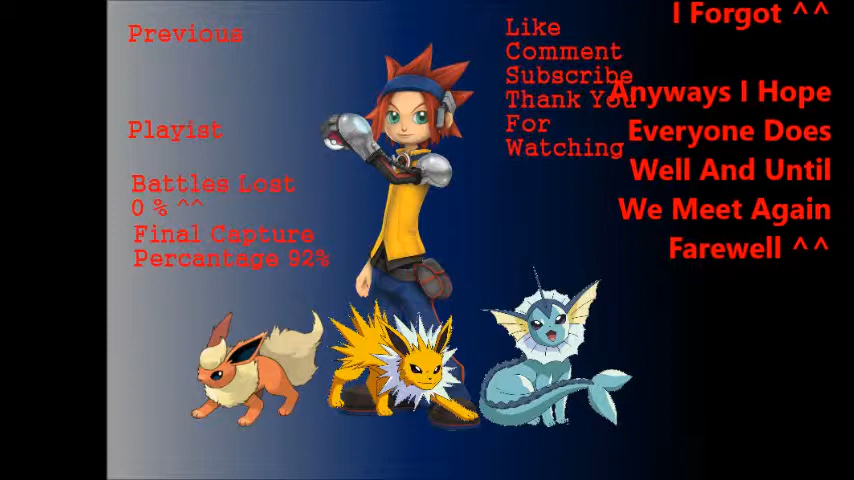 Previous
Playist
Battles Lost
0 % ^^
Final Capture
Percantage 92%
Like
Comment
Subscribe
Thank You
For
Watching
I Forgot ^^
Anyways I Hope
Everyone Does
Well And Until
We Meet Again
Farewell ^^